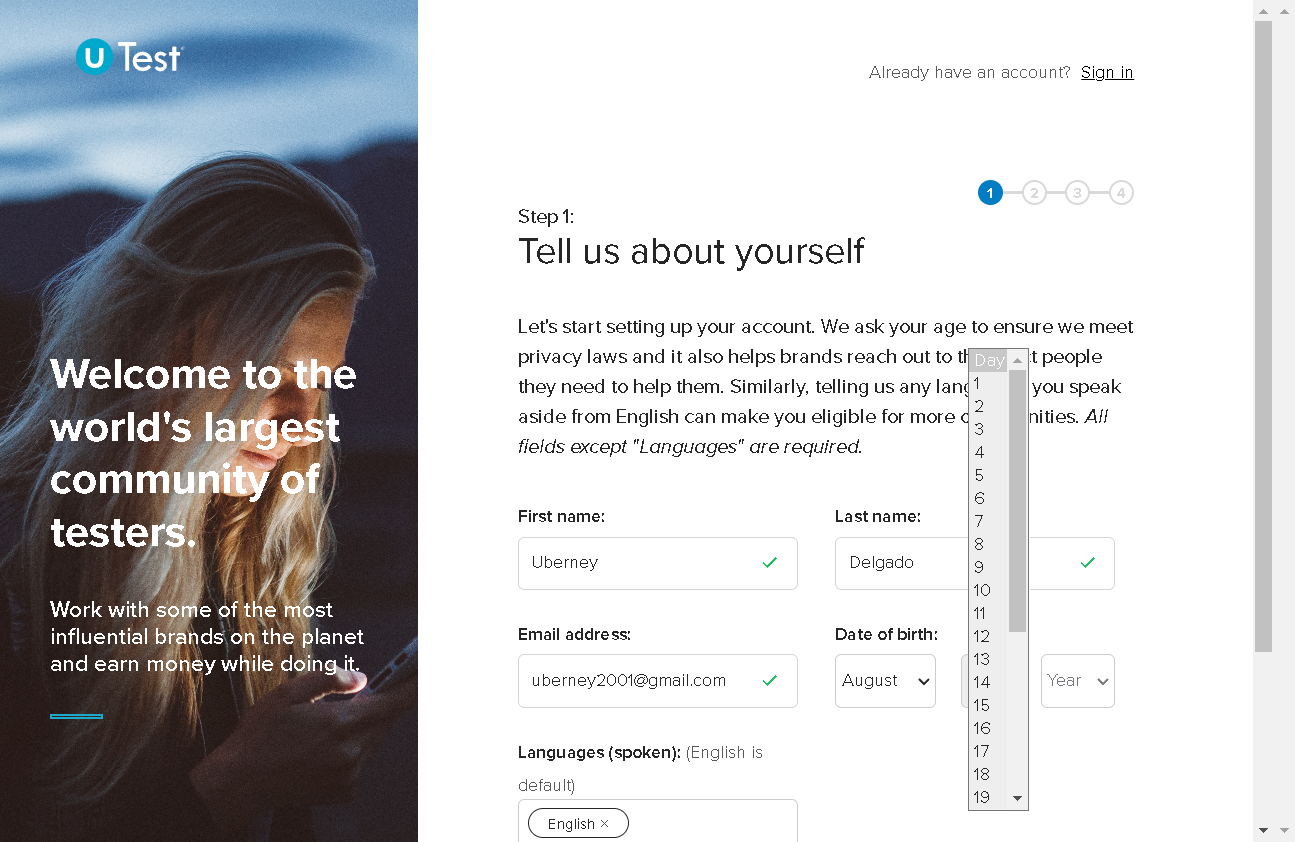 U Test
Already have an account? Sign in
1 2 3 4
Step 1:
Tell us about yourself
Let's start setting up your account. We ask your age to ensure we meet
privacy laws and it also helps brands reach out to th t people
they need to help them. Similarly, telling us any lang you speak
aside from English can make you eligible for more o nities. All
fields except "Languages" are required.
Welcome to the
world's largest
community of
testers.
Work with some of the most
influential brands on the planet
and earn money while doing it.
First name:
Last name:
Uberney
Delgado
Email address:
Date of birth:
uberney2001@gmail.com
August
Year
Day
1
2
3
4
5
6
7
8
9
10
11
12
13
14
15
16
17
18
19
Languages (spoken): (English is
default)
English ×